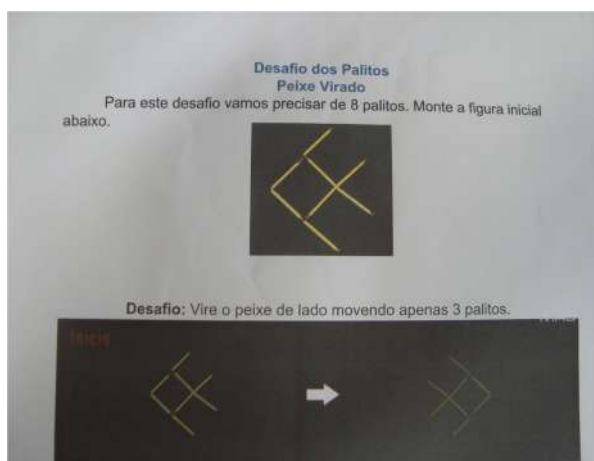 Desafio dos Palitos
Peixe Virado
Para este desafio vamos precisar de 8 palitos. Monte a figura inicial
abaixo.
Desafio: Vire o peixe de lado movendo apenas 3 palitos.
Início